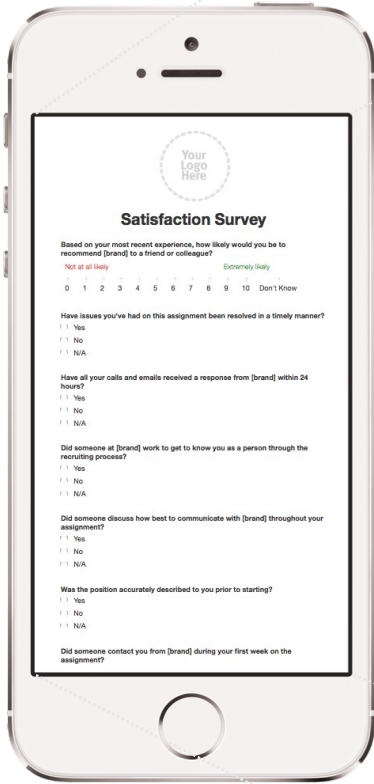 Your
Logo
Here
Satisfaction Survey
Based on your most recent experience, how likely would you be to
recommend [brand] to a friend or colleague?
Not at all likely Extremely likely
0 1 2 3 4 5 6 7 8 9 10 Don't Know
Have issues you've had on this assignment been resolved in a timely manner?
Yes
No
N/A
Have all your calls and emails received a response from [brand] within 24
hours?
Yes
No
N/A
Did someone at [brand] work to get to know you as a person through the
recruiting process?
Yes
No
N/A
Did someone discuss how best to communicate with [brand] throughout your
assignment?
Yes
No
N/A
Was the position accurately described to you prior to starting?
Yes
No
N/A
Did someone contact you from [brand] during your first week on the
assignment?